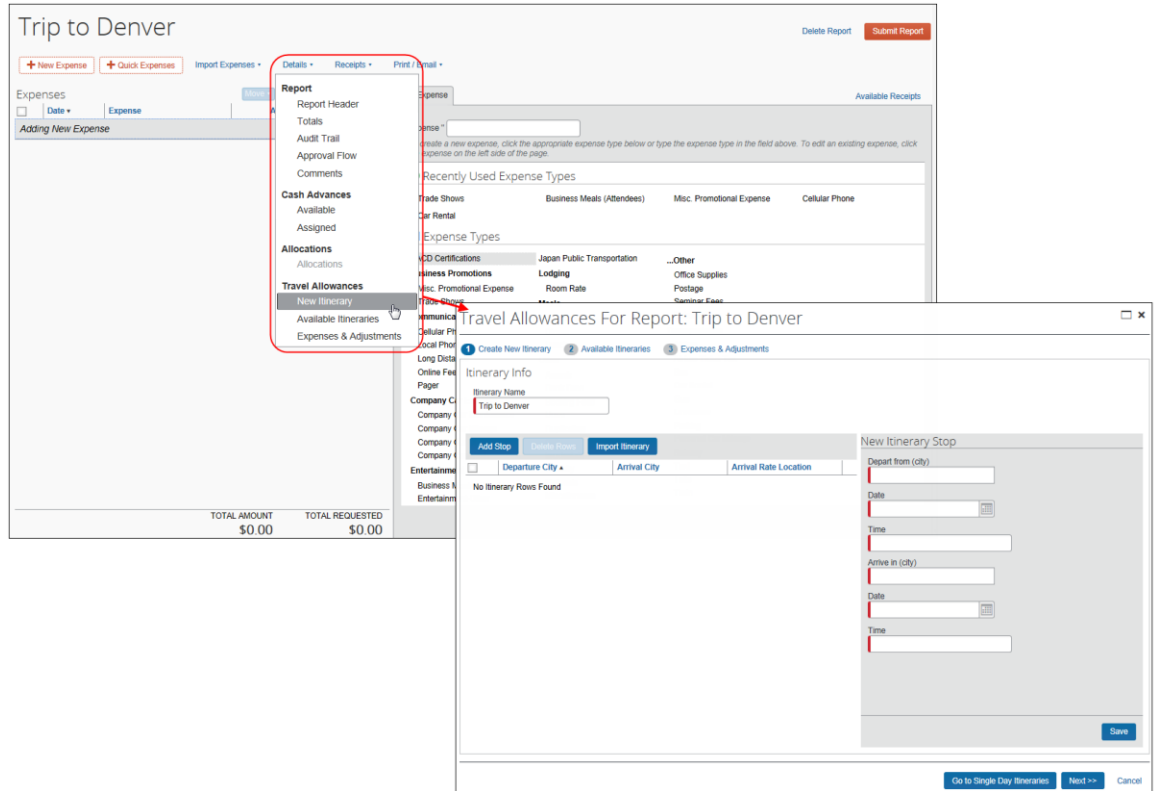 Trip to Denver
Delete Report
Submit Report
+ New Expense
+ Quick Expenses
Import Expenses
Details
Receipts
Print / Email
Expenses
Move
Date
Expense
Adding New Expense
Report
Report Header
Totals
Audit Trail
Approval Flow
Comments
Cash Advances
Available
Assigned
Allocations
Allocations
Travel Allowances
New Itinerary
Available Itineraries
Expenses & Adjustments
Expense
Available Receipts
create a new expense, click the appropriate expense type below or type the expense type in the field above. To edit an existing expense, click
expense on the left side of the page.
Recently Used Expense Types
Trade Shows
Business Meals (Attendees)
Misc. Promotional Expense
Cellular Phone
Car Rental
Expense Types
Japan Public Transportation
...Other
Lodging
Office Supplies
Misc. Promotional Expense
Room Rate
Postage
Trade Shows
Seminar Fees
Long Dista
Online Fee
Pager
Company
Company
Company
Company
Company
Entertainme
Business M
Entertainm
TOTAL AMOUNT
$0.00
TOTAL REQUESTED
$0.00
Travel Allowances For Report: Trip to Denver
1 Create New Itinerary
2 Available Itineraries
3 Expenses & Adjustments
Itinerary Info
Itinerary Name
Trip to Denver
Add Stop
Delete Rows
Import Itinerary
Departure City
Arrival City
Arrival Rate Location
No Itinerary Rows Found
New Itinerary Stop
Depart from (city)
Date
Time
Arrive in (city)
Date
Time
Save
Go to Single Day Itineraries
Next >>
Cancel